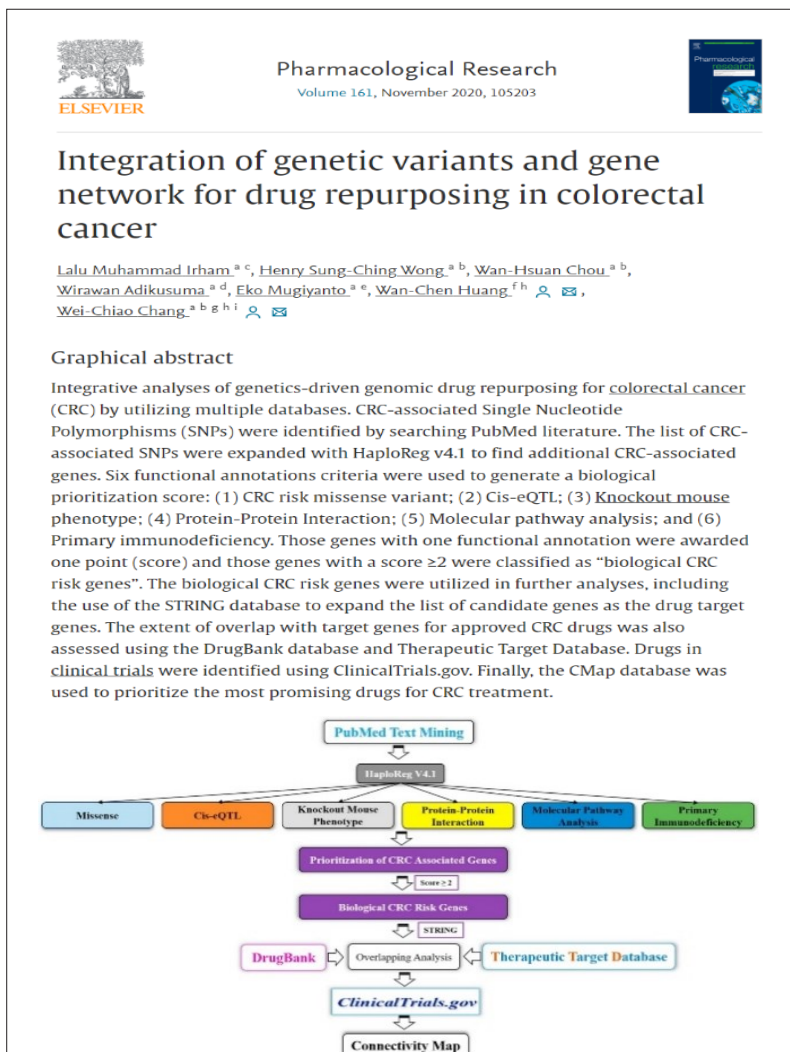 ELSEVIER
Pharmacological Research
Volume 161, November 2020, 105203
Pharmacological
research
Integration of genetic variants and gene
network for drug repurposing in colorectal
cancer
Lalu Muhammad Irham a c, Henry Sung-Ching Wong a b, Wan-Hsuan Chou a b,
Wirawan Adikusuma a d, Eko Mugiyanto a e, Wan-Chen Huang f h,
Wei-Chiao Chang a b g h i
Graphical abstract
Integrative analyses of genetics-driven genomic drug repurposing for colorectal cancer
(CRC) by utilizing multiple databases. CRC-associated Single Nucleotide
Polymorphisms (SNPs) were identified by searching PubMed literature. The list of CRC-
associated SNPs were expanded with HaploReg v4.1 to find additional CRC-associated
genes. Six functional annotations criteria were used to generate a biological
prioritization score: (1) CRC risk missense variant; (2) Cis-eQTL; (3) Knockout mouse
phenotype; (4) Protein-Protein Interaction; (5) Molecular pathway analysis; and (6)
Primary immunodeficiency. Those genes with one functional annotation were awarded
one point (score) and those genes with a score ≥2 were classified as "biological CRC
risk genes". The biological CRC risk genes were utilized in further analyses, including
the use of the STRING database to expand the list of candidate genes as the drug target
genes. The extent of overlap with target genes for approved CRC drugs was also
assessed using the DrugBank database and Therapeutic Target Database. Drugs in
clinical trials were identified using ClinicalTrials.gov. Finally, the CMap database was
used to prioritize the most promising drugs for CRC treatment.
PubMed Text Mining
HaploReg V4.1
Missense
Cis-eQTL
Knockout Mouse
Phenotype
Protein-Protein
Interaction
Molecular Pathway
Analysis
Primary
Immunodeficiency
Prioritization of CRC Associated Genes
Score ≥ 2
Biological CRC Risk Genes
STRING
DrugBank
Overlapping Analysis
Therapeutic Target Database
ClinicalTrials.gov
Connectivity Map